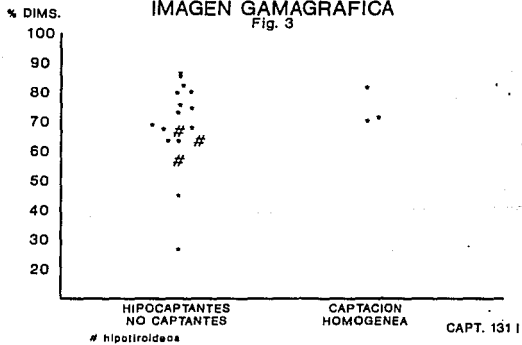 IMAGEN GAMAGRAFICA
Fig. 3
% DIMS.
100
90
80
70
60
50
40
30
20
# # #
HIPOCAPTANTES
NO CAPTANTES
CAPTACION
HOMOGENEA
CAPT. 131 I
# hipotiroideos